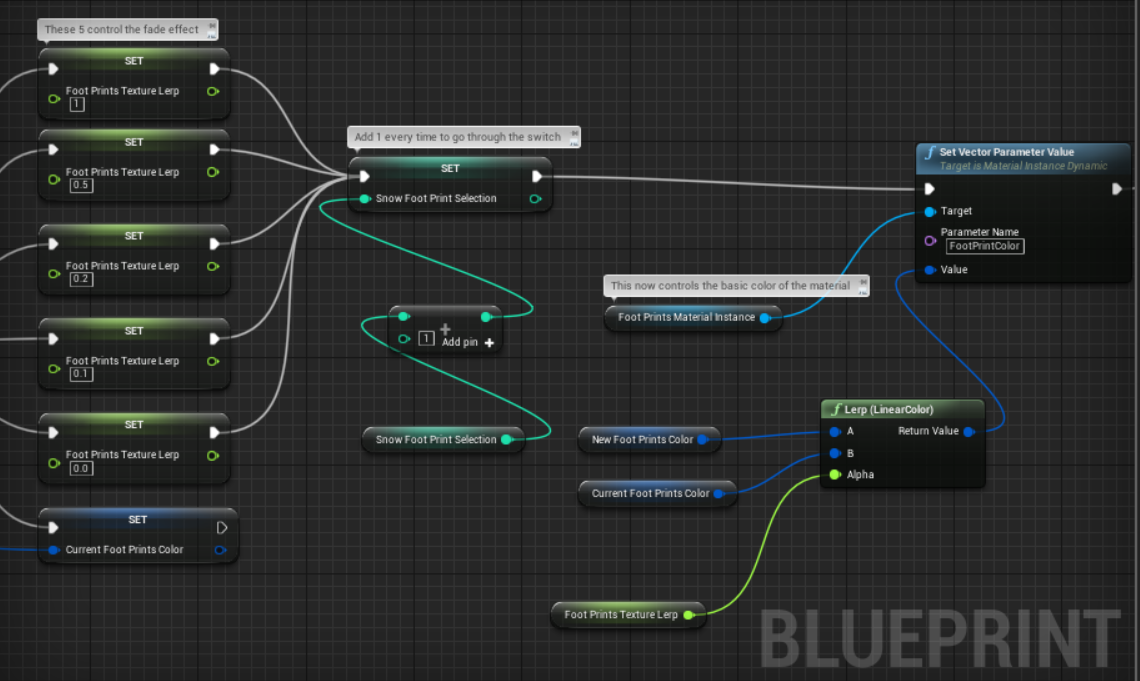 These 5 control the fade effect
SET
Foot Prints Texture Lerp
1
SET
Foot Prints Texture Lerp
0.5
SET
Foot Prints Texture Lerp
0.2
SET
Foot Prints Texture Lerp
0.1
SET
Foot Prints Texture Lerp
0.0
SET
Current Foot Prints Color
Add 1 every time to go through the switch
SET
Snow Foot Print Selection
1
Add pin
Snow Foot Print Selection
This now controls the basic color of the material
Foot Prints Material Instance
New Foot Prints Color
Current Foot Prints Color
Foot Prints Texture Lerp
f Lerp (LinearColor)
A Return Value
B
Alpha
f Set Vector Parameter Value
Target is Material Instance Dynamic
Target
Parameter Name
FootPrintColor
Value
BLUEPRINT